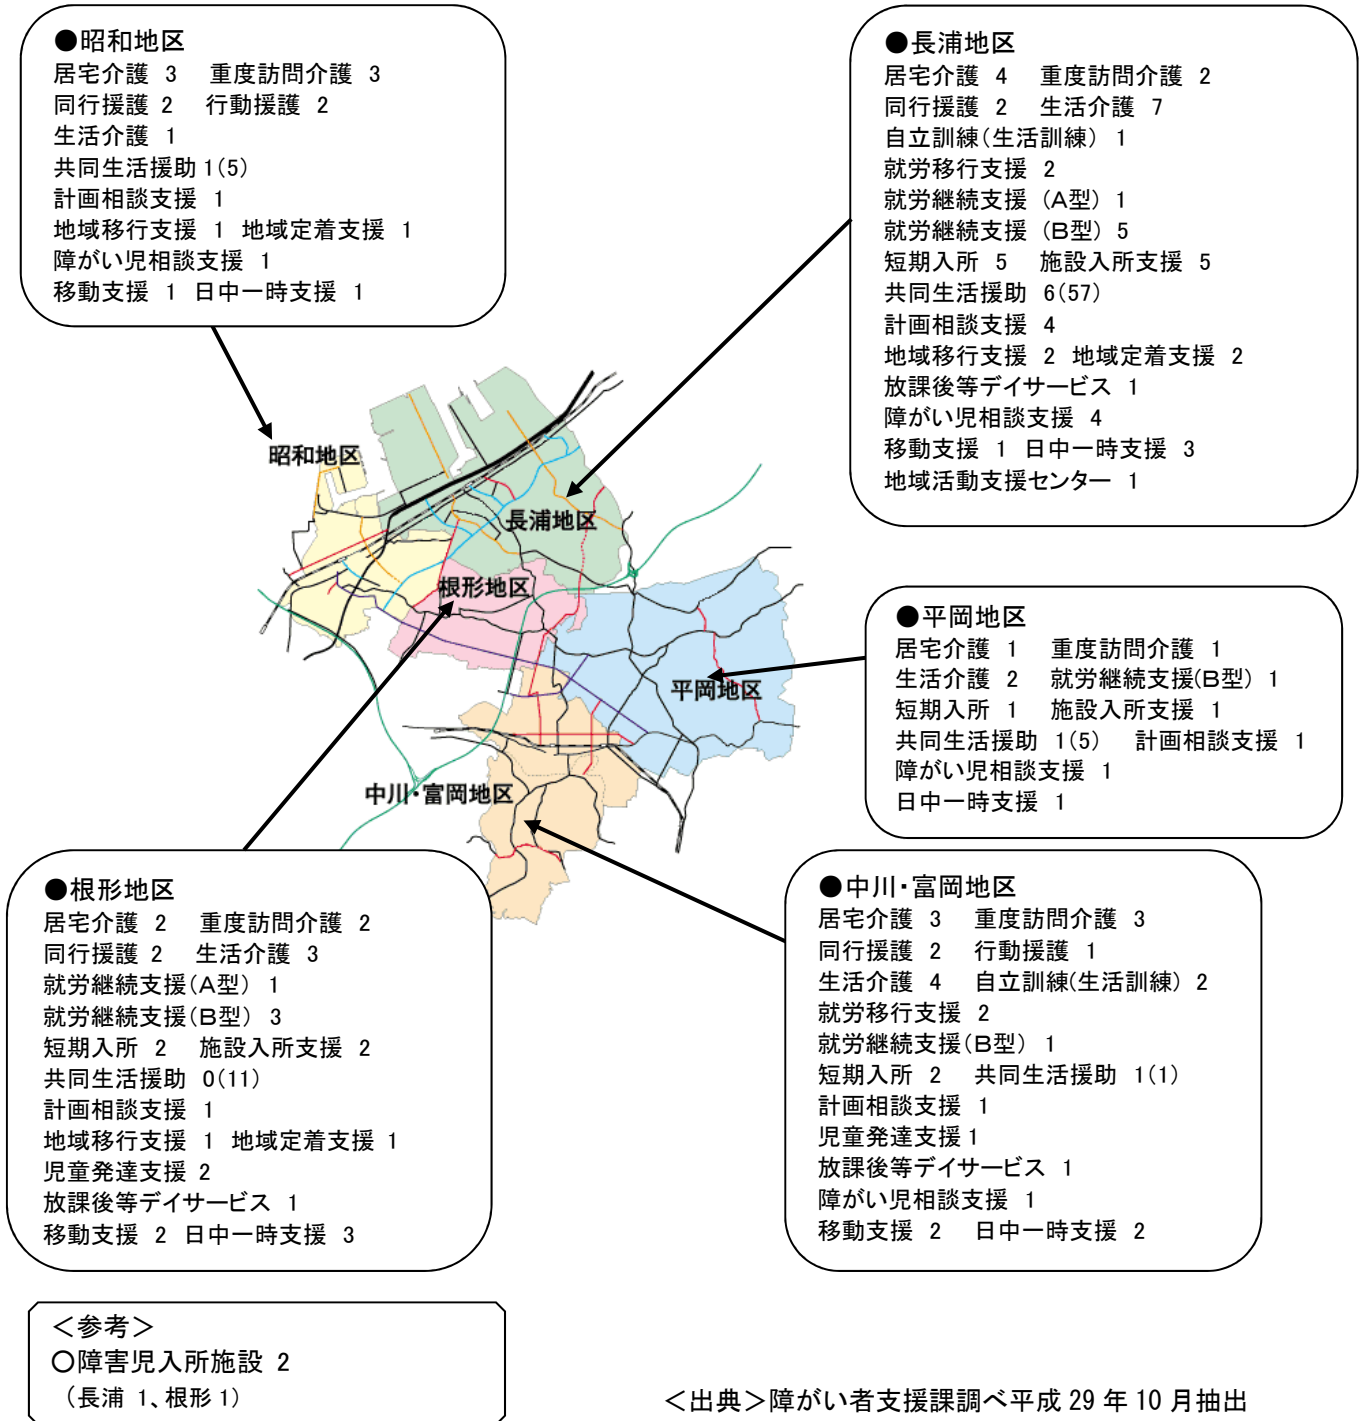 ●昭和地区
居宅介護 3 重度訪問介護 3
同行援護 2 行動援護 2
生活介護 1
共同生活援助 1(5)
計画相談支援 1
地域移行支援 1 地域定着支援 1
障がい児相談支援 1
移動支援 1 日中一時支援 1
●長浦地区
居宅介護 4 重度訪問介護 2
同行援護 2 生活介護 7
自立訓練(生活訓練) 1
就労移行支援 2
就労継続支援 (A型) 1
就労継続支援 (B型) 5
短期入所 5 施設入所支援 5
共同生活援助 6(57)
計画相談支援 4
地域移行支援 2 地域定着支援 2
放課後等デイサービス 1
障がい児相談支援 4
移動支援 1 日中一時支援 3
地域活動支援センター 1
昭和地区
長浦地区
根形地区
平岡地区
中川・富岡地区
●平岡地区
居宅介護 1 重度訪問介護 1
生活介護 2 就労継続支援(B型) 1
短期入所 1 施設入所支援 1
共同生活援助 1(5) 計画相談支援 1
障がい児相談支援 1
日中一時支援 1
●根形地区
居宅介護 2 重度訪問介護 2
同行援護 2 生活介護 3
就労継続支援(A型) 1
就労継続支援(B型) 3
短期入所 2 施設入所支援 2
共同生活援助 0(11)
計画相談支援 1
地域移行支援 1 地域定着支援 1
児童発達支援 2
放課後等デイサービス 1
移動支援 2 日中一時支援 3
●中川・富岡地区
居宅介護 3 重度訪問介護 3
同行援護 2 行動援護 1
生活介護 4 自立訓練(生活訓練) 2
就労移行支援 2
就労継続支援(B型) 1
短期入所 2 共同生活援助 1(1)
計画相談支援 1
児童発達支援 1
放課後等デイサービス 1
障がい児相談支援 1
移動支援 2 日中一時支援 2
＜参考＞
○障害児入所施設 2
（長浦 1、根形 1）
＜出典＞障がい者支援課調べ平成 29 年 10 月抽出